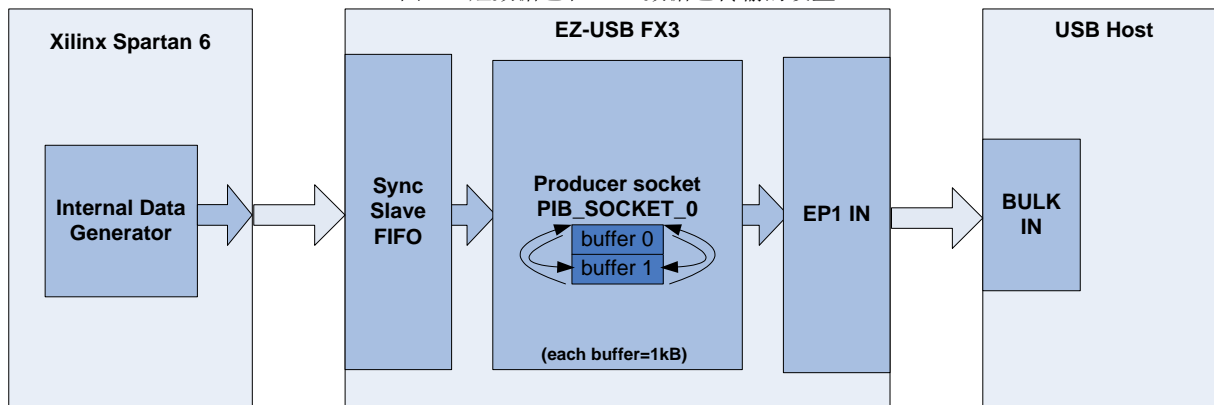 Xilinx Spartan 6
EZ-USB FX3
USB Host
Internal Data
Generator
Sync
Slave
FIFO
Producer socket
PIB_SOCKET_0
buffer 0
buffer 1
(each buffer=1kB)
EP1 IN
BULK
IN